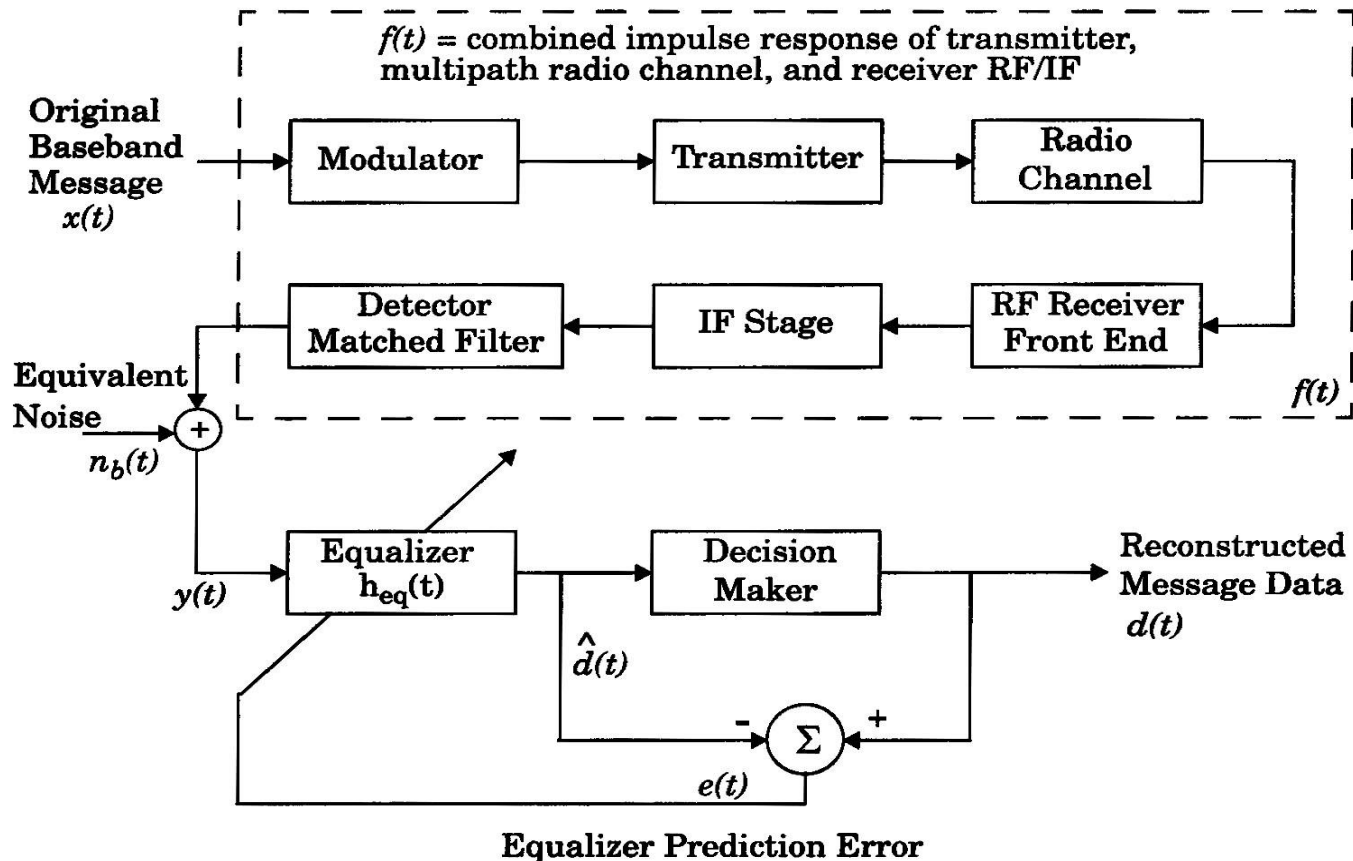 f(t) = combined impulse response of transmitter,
multipath radio channel, and receiver RF/IF
Original
Baseband
Message
x(t)
Modulator
Transmitter
Radio
Channel
Detector
Matched Filter
IF Stage
RF Receiver
Front End
f(t)
Equivalent
Noise
n_b(t)
+
y(t)
Equalizer
h_eq(t)
Decision
Maker
Reconstructed
Message Data
d(t)
^d(t)
-
Σ
+
e(t)
Equalizer Prediction Error